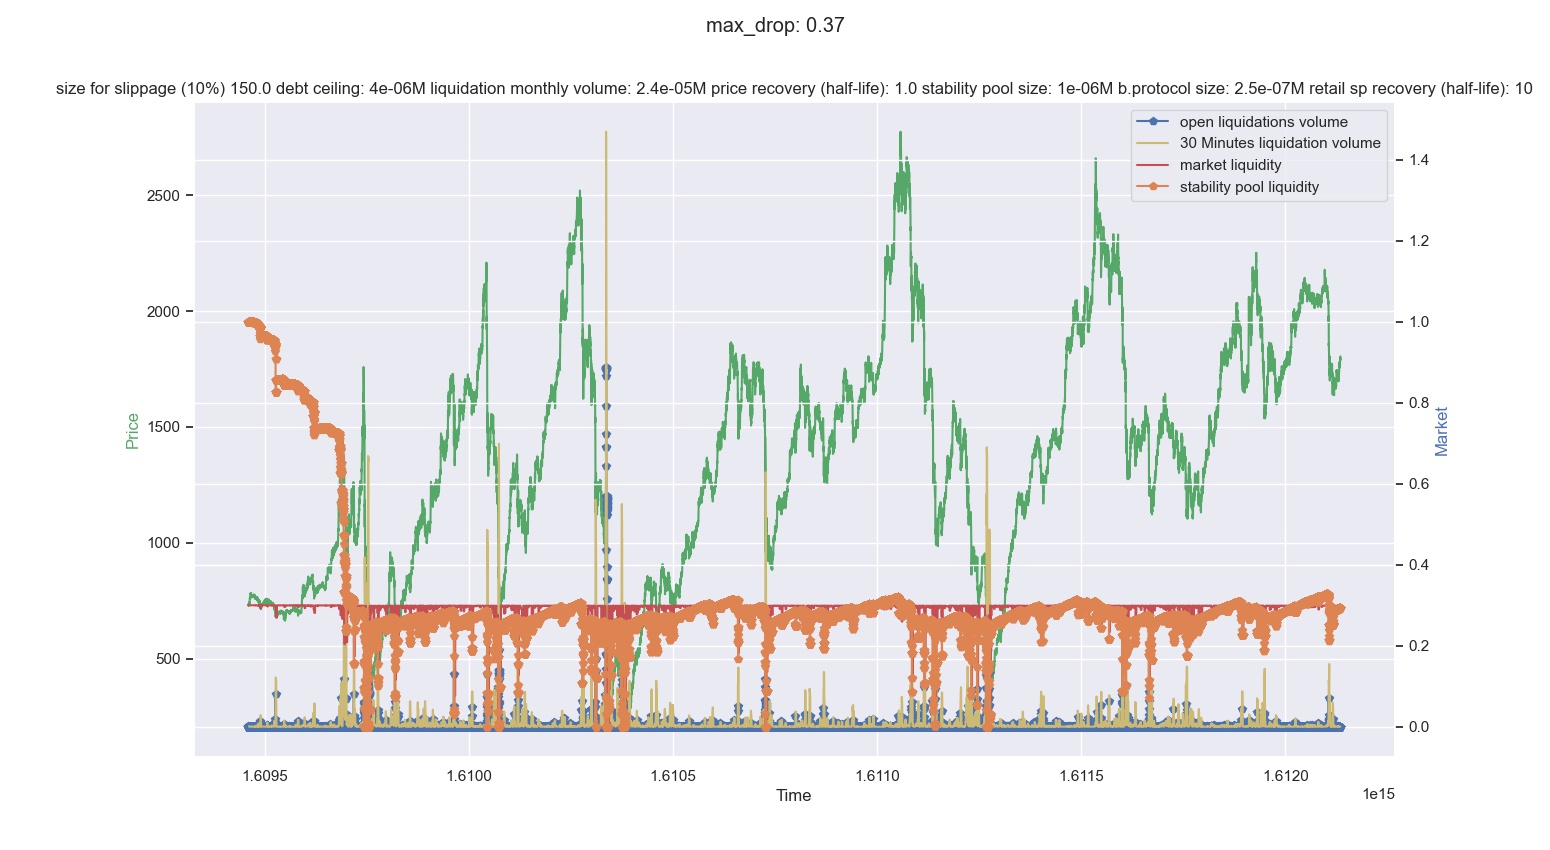 max_drop: 0.37
size for slippage (10%) 150.0 debt ceiling: 4e-06M liquidation monthly volume: 2.4e-05M price recovery (half-life): 1.0 stability pool size: 1e-06M b.protocol size: 2.5e-07M retail sp recovery (half-life): 10
open liquidations volume
30 Minutes liquidation volume
market liquidity
stability pool liquidity
2500
2000
1500
1000
500
Price
1.4
1.2
1.0
0.8
0.6
0.4
0.2
0.0
Market
1.6095
1.6100
1.6105
1.6110
1.6115
1.6120
Time
1e15